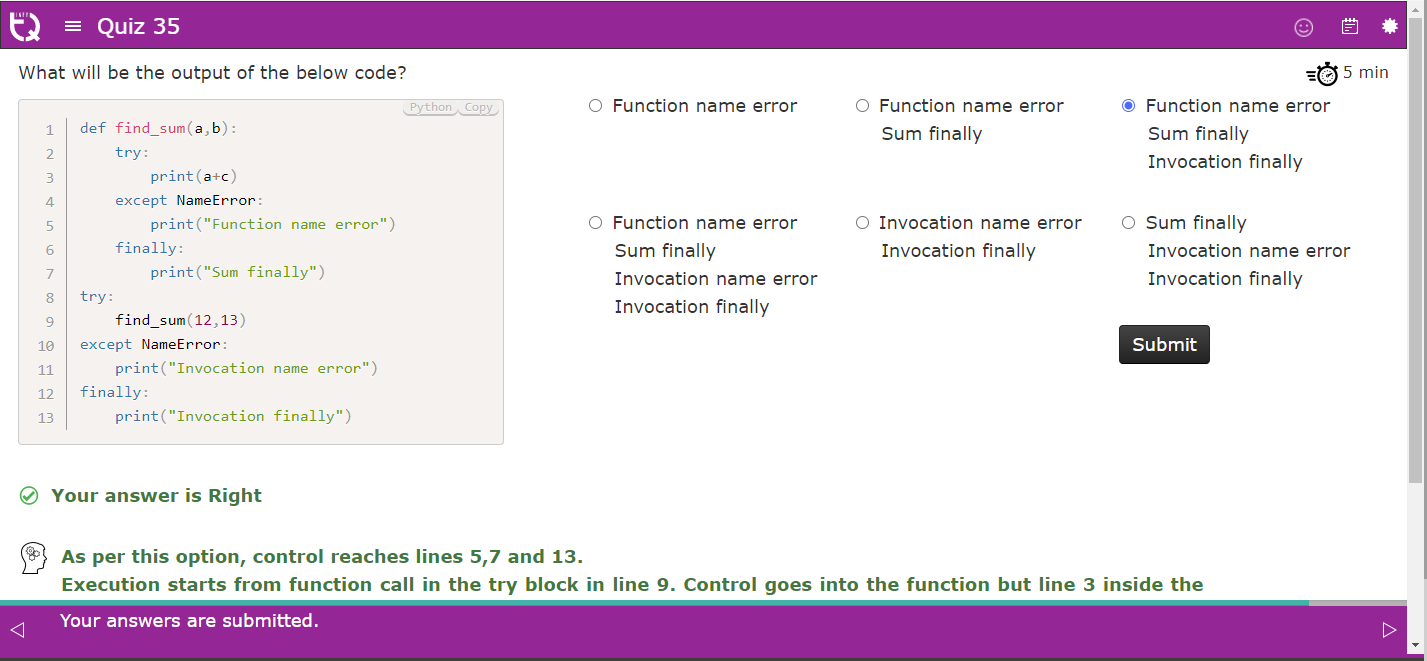 Quiz 35
What will be the output of the below code?
5 min
Python Copy
1 def find_sum(a,b):
2 try:
3 print(a+c)
4 except NameError:
5 print("Function name error")
6 finally:
7 print("Sum finally")
8 try:
9 find_sum(12,13)
10 except NameError:
11 print("Invocation name error")
12 finally:
13 print("Invocation finally")
Function name error
Function name error
Sum finally
Function name error
Sum finally
Invocation finally
Function name error
Sum finally
Invocation name error
Invocation finally
Invocation name error
Invocation finally
Sum finally
Invocation name error
Invocation finally
Submit
Your answer is Right
As per this option, control reaches lines 5,7 and 13.
Execution starts from function call in the try block in line 9. Control goes into the function but line 3 inside the
Your answers are submitted.